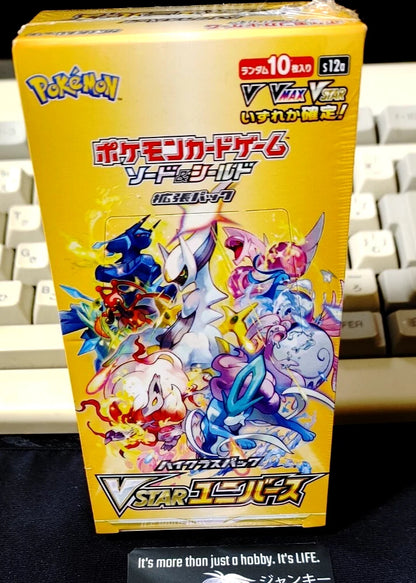 Pokémon
ランダム10枚入り s12a
V VMAX VSTAR
いずれか確定!
ポケモンカードゲーム
ソード&シールド
拡張パック
ハイクラスパック
VSTARユニバース
It's more than just a hobby. It's LIFE.
ジャンキー